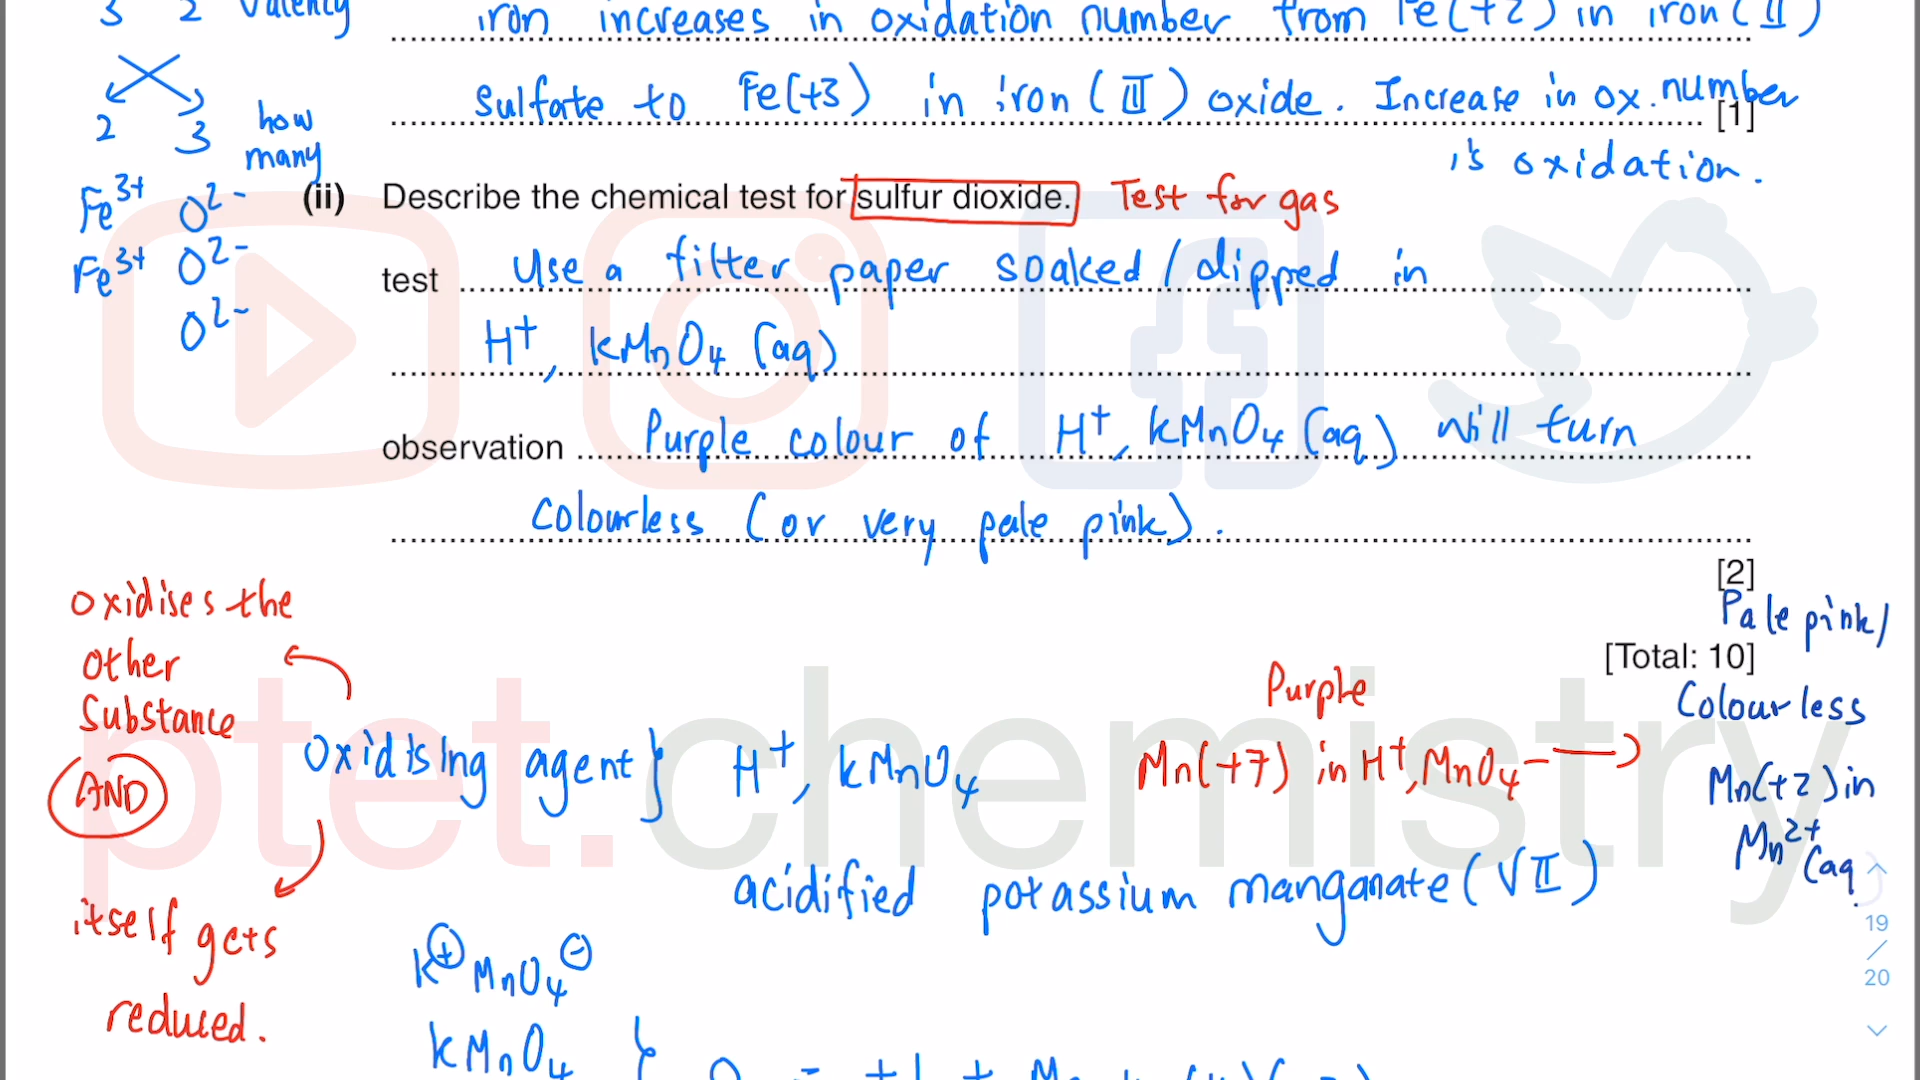 3 2 Valency
iron increases in oxidation number from Fe(+2) in iron(II)
sulfate to Fe(+3) in iron(III) oxide. Increase in ox. number
[1]
is oxidation.
2 3 how
many
Fe3+ O2-
Fe3+ O2-
O2-
(ii) Describe the chemical test for sulfur dioxide. Test for gas
test Use a filter paper soaked/dipped in
H+, KMnO4 (aq)
observation Purple colour of H+, KMnO4 (aq) will turn
colourless (or very pale pink).
[2]
[Total: 10]
oxidises the
other
substance
AND
itself gets
reduced.
oxidising agent } H+, KMnO4
acidified potassium manganate(VII)
Purple
Mn(+7) in H+, MnO4- →
Pale pink/
Colourless
Mn(+2) in
Mn2+
(aq
K+ MnO4-
KMnO4 }
ptet.chemistry
19
/
20